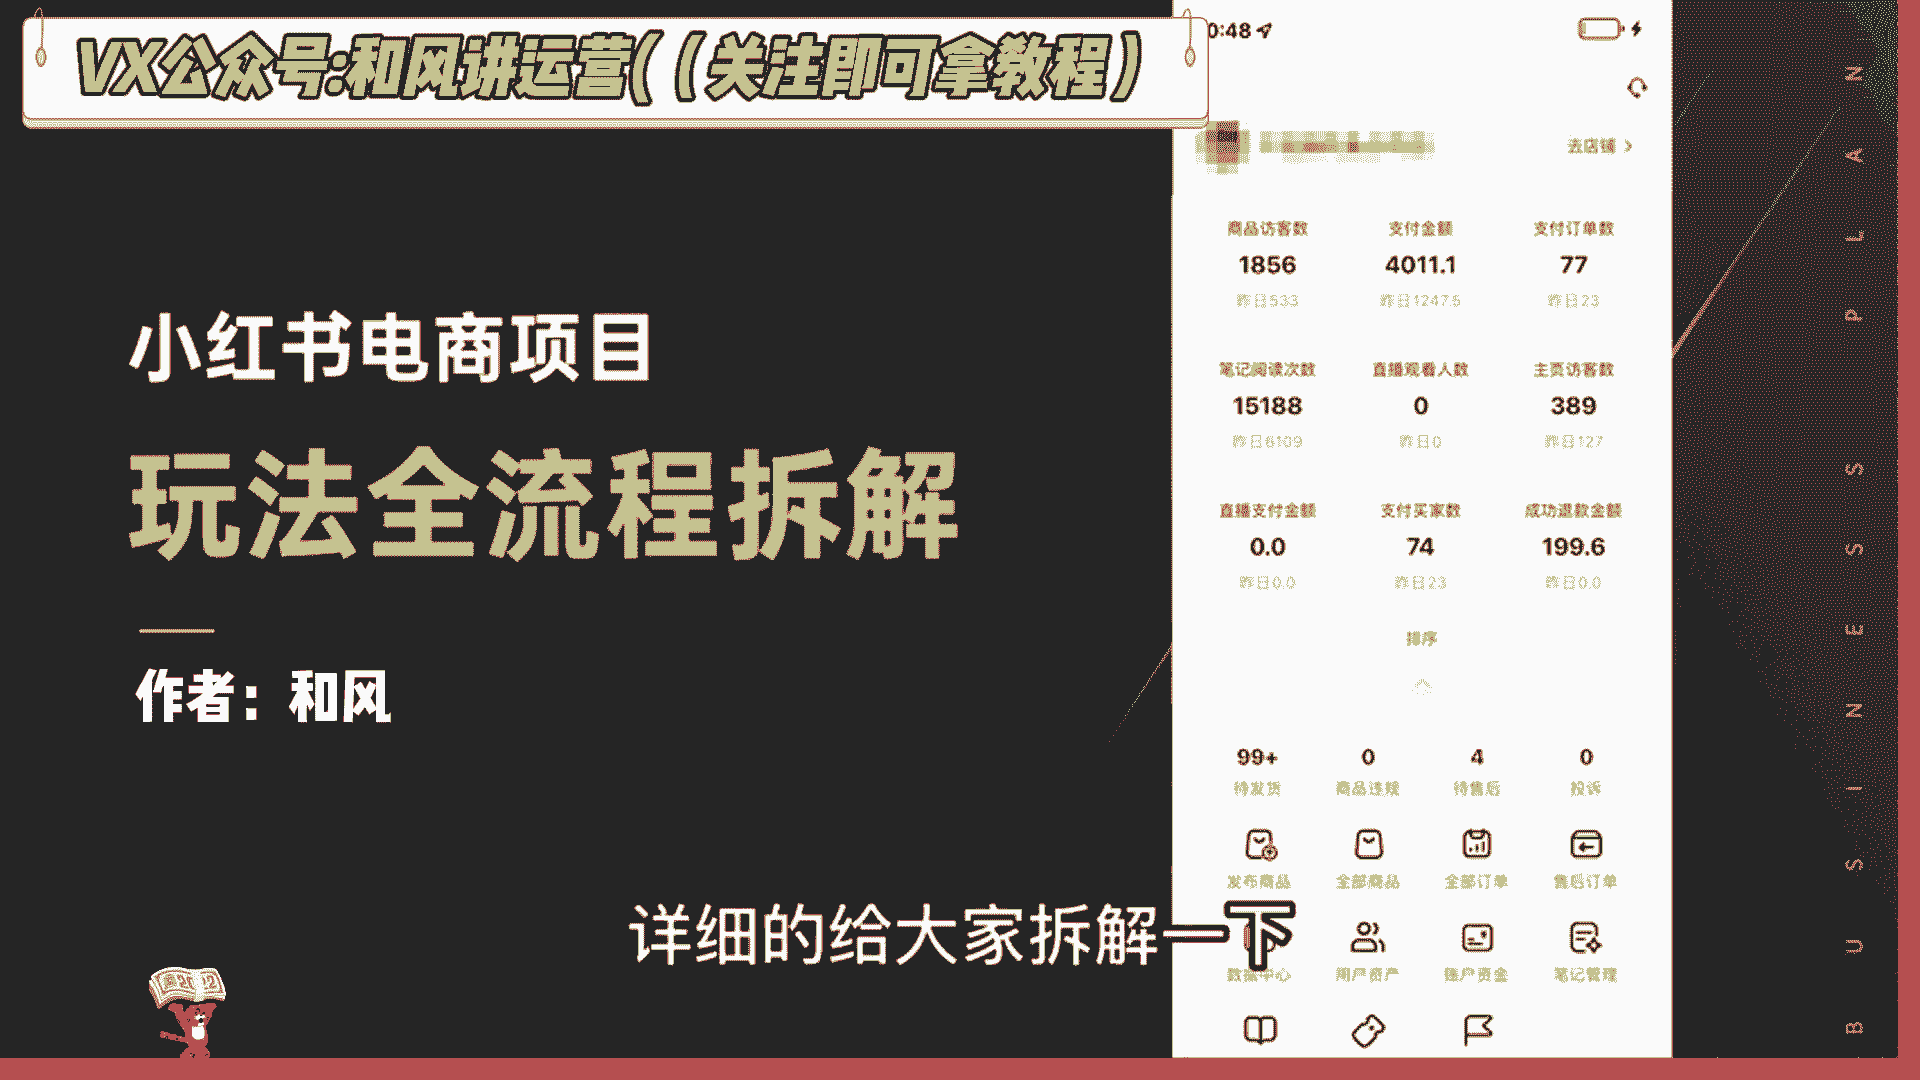 VX公众号:和风讲运营(（关注即可拿教程）
小红书电商项目
玩法全流程拆解
作者：和风
详细的给大家拆解一下
0:48
去店铺 >
商品访客数 支付金额 支付订单数
1856 4011.1 77
昨日533 昨日1247.5 昨日23
笔记阅读次数 直播观看人数 主页访客数
15188 0 389
昨日6109 昨日0 昨日127
直播支付金额 支付买家数 成功退款金额
0.0 74 199.6
昨日0.0 昨日23 昨日0.0
排序
99+ 0 4 0
待发货 商品违规 待售后 投诉
发布商品 全部商品 全部订单 售后订单
数据中心 用户资产 账户资金 笔记管理
BUSINESS PLAN